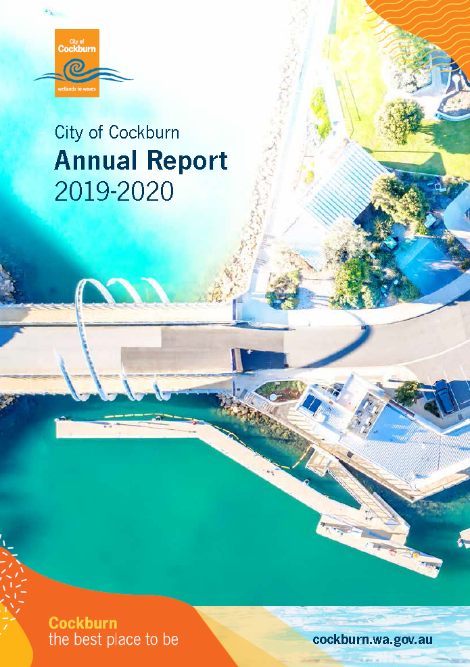 City of
Cockburn
wetlands to waves
City of Cockburn
Annual Report
2019-2020
Cockburn
the best place to be
cockburn.wa.gov.au